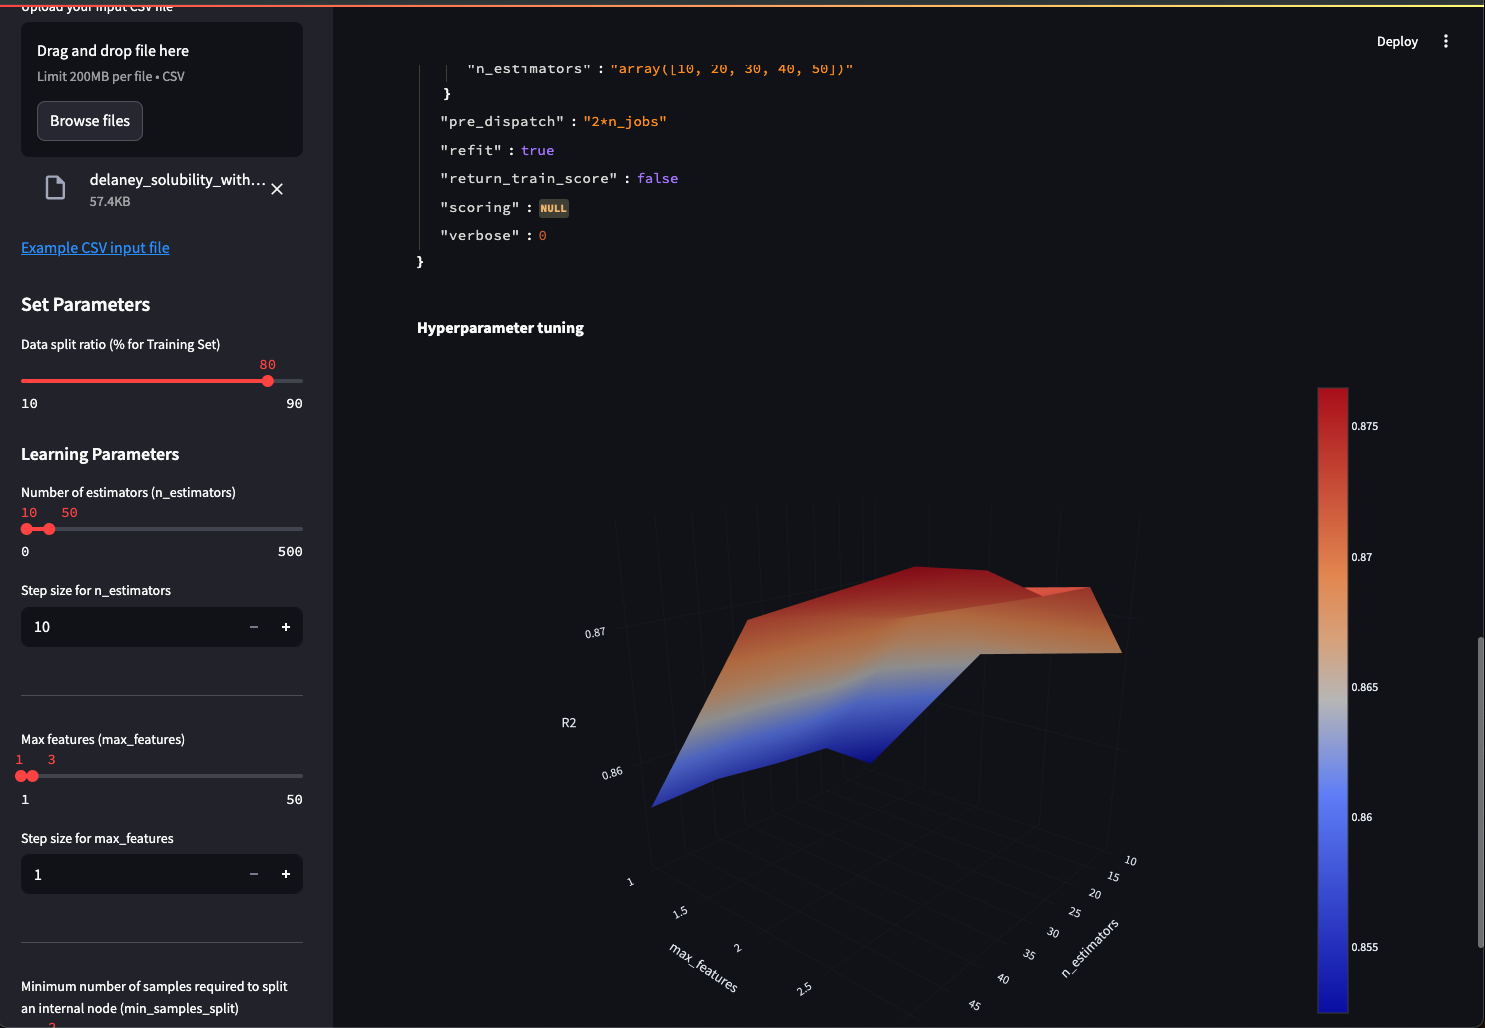 Upload your input CSV file
Drag and drop file here
Limit 200MB per file • CSV
Browse files
delaney_solubility_with...
57.4KB
Example CSV input file
Set Parameters
Data split ratio (% for Training Set)
80
10 90
Learning Parameters
Number of estimators (n_estimators)
10 50
0 500
Step size for n_estimators
10 − +
Max features (max_features)
1 3
1 50
Step size for max_features
1 − +
Minimum number of samples required to split
an internal node (min_samples_split)
Deploy
"n_estimators" : "array([10, 20, 30, 40, 50])"
}
"pre_dispatch" : "2*n_jobs"
"refit" : true
"return_train_score" : false
"scoring" : NULL
"verbose" : 0
}
Hyperparameter tuning
0.87
R2
0.86
1
1.5
2
2.5
max_features
10
15
20
25
30
35
40
45
n_estimators
0.875
0.87
0.865
0.86
0.855